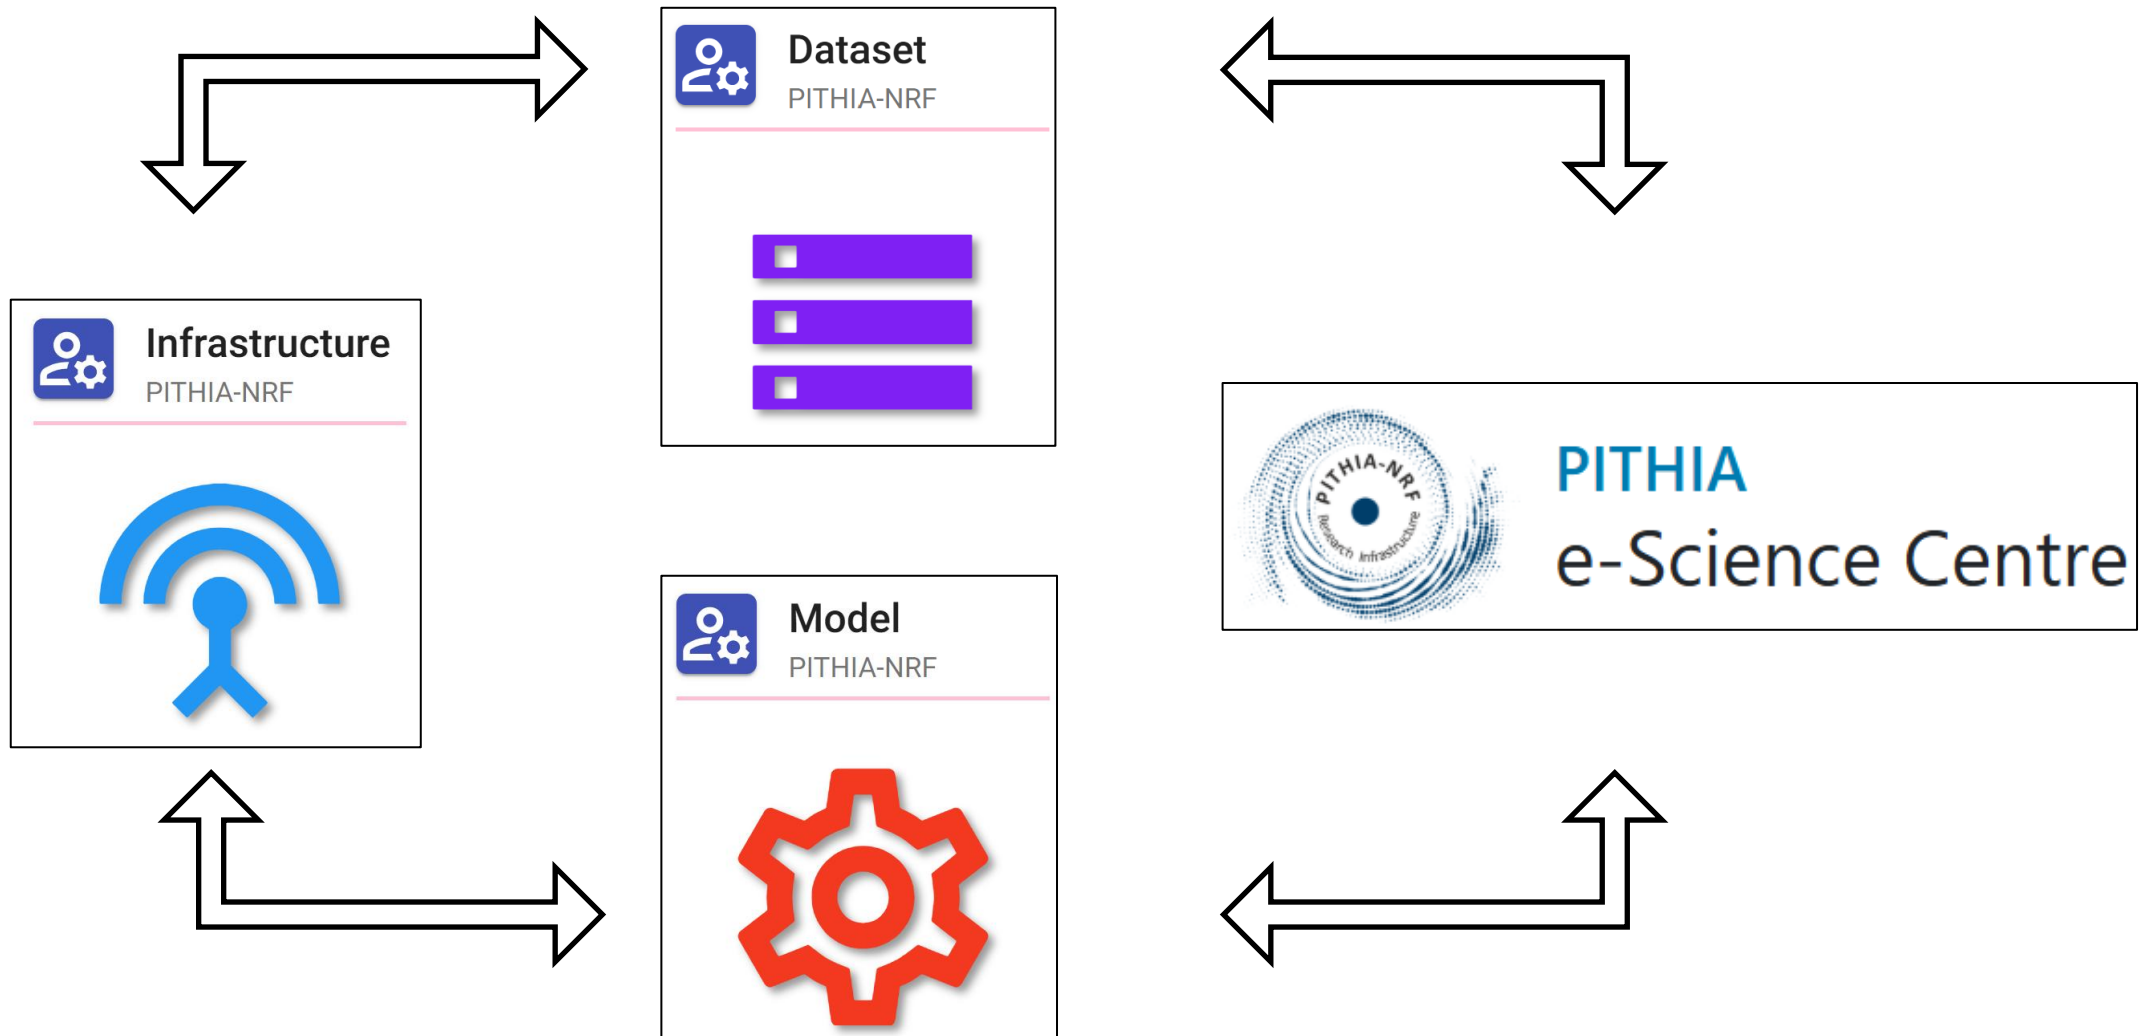 Dataset
PITHIA-NRF
Infrastructure
PITHIA-NRF
PITHIA-NRF
Research Infrastructure
PITHIA
e-Science Centre
Model
PITHIA-NRF